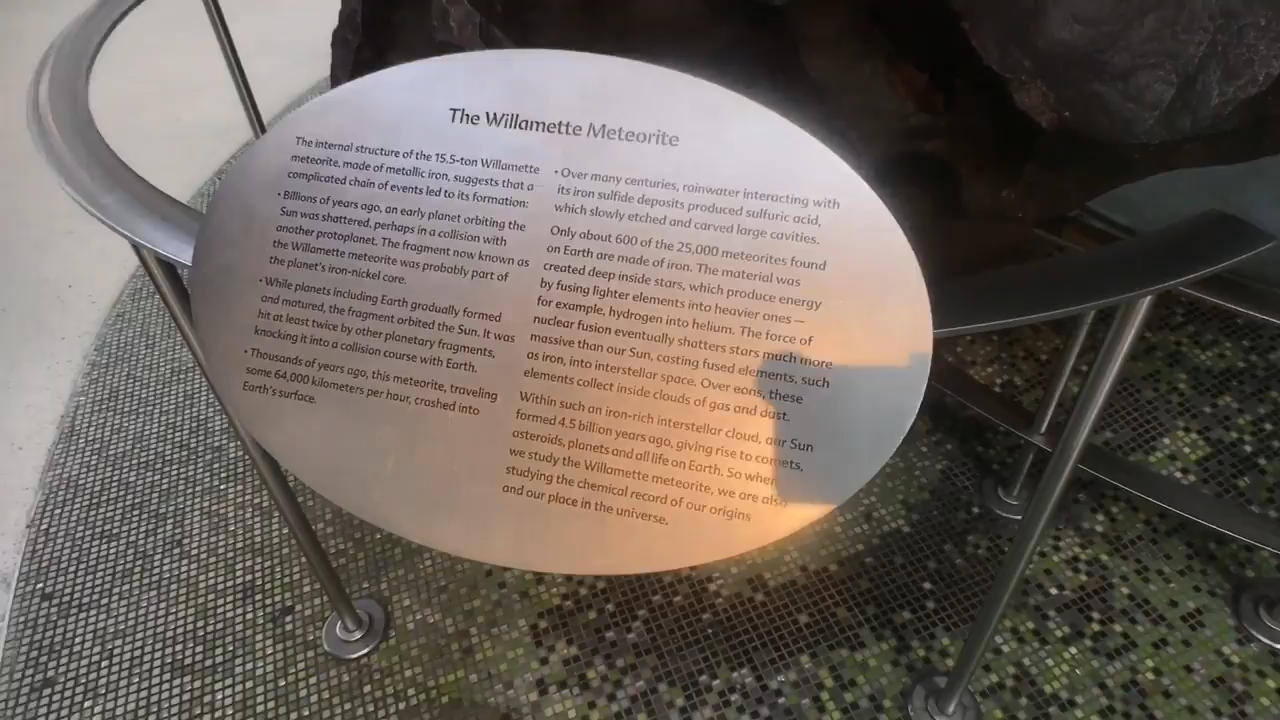 The Willamette Meteorite
The internal structure of the 15.5-ton Willamette
meteorite, made of metallic iron, suggests that a
complicated chain of events led to its formation:
• Billions of years ago, an early planet orbiting the
Sun was shattered, perhaps in a collision with
another protoplanet. The fragment now known as
the Willamette meteorite was probably part of
the planet's iron-nickel core.
• While planets including Earth gradually formed
and matured, the fragment orbited the Sun. It was
hit at least twice by other planetary fragments,
knocking it into a collision course with Earth.
• Thousands of years ago, this meteorite, traveling
some 64,000 kilometers per hour, crashed into
Earth's surface.
• Over many centuries, rainwater interacting with
its iron sulfide deposits produced sulfuric acid,
which slowly etched and carved large cavities.
Only about 600 of the 25,000 meteorites found
on Earth are made of iron. The material was
created deep inside stars, which produce energy
by fusing lighter elements into heavier ones—
for example, hydrogen into helium. The force of
nuclear fusion eventually shatters stars much more
massive than our Sun, casting fused elements, such
as iron, into interstellar space. Over eons, these
elements collect inside clouds of gas and dust.
Within such an iron-rich interstellar cloud, our Sun
formed 4.5 billion years ago, giving rise to comets,
asteroids, planets and all life on Earth. So when
we study the Willamette meteorite, we are also
studying the chemical record of our origins
and our place in the universe.